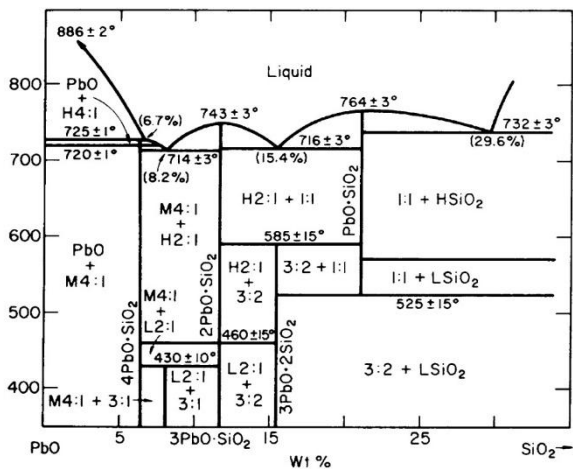 886±2°
800
Liquid
PbO
+
H4:1
(6.7%)
743±3°
764±3°
732±3°
(29.6%)
725±1°
720±1°
700
714±3°
(8.2%)
716±3°
(15.4%)
M4:1
+
H2:1
H2:1 + 1:1
PbO·SiO₂
1:1 + HSiO₂
600
585±15°
PbO
+
M4:1
H2:1
+
3:2
3:2 + 1:1
1:1 + LSiO₂
525±15°
500
4PbO·SiO₂
M4:1
+
L2:1
2PbO·SiO₂
460±15°
3PbO·2SiO₂
430±10°
400
M4:1 + 3:1
L2:1
+
3:1
L2:1
+
3:2
3:2 + LSiO₂
PbO
5
3PbO·SiO₂
15
25
SiO₂
Wt %